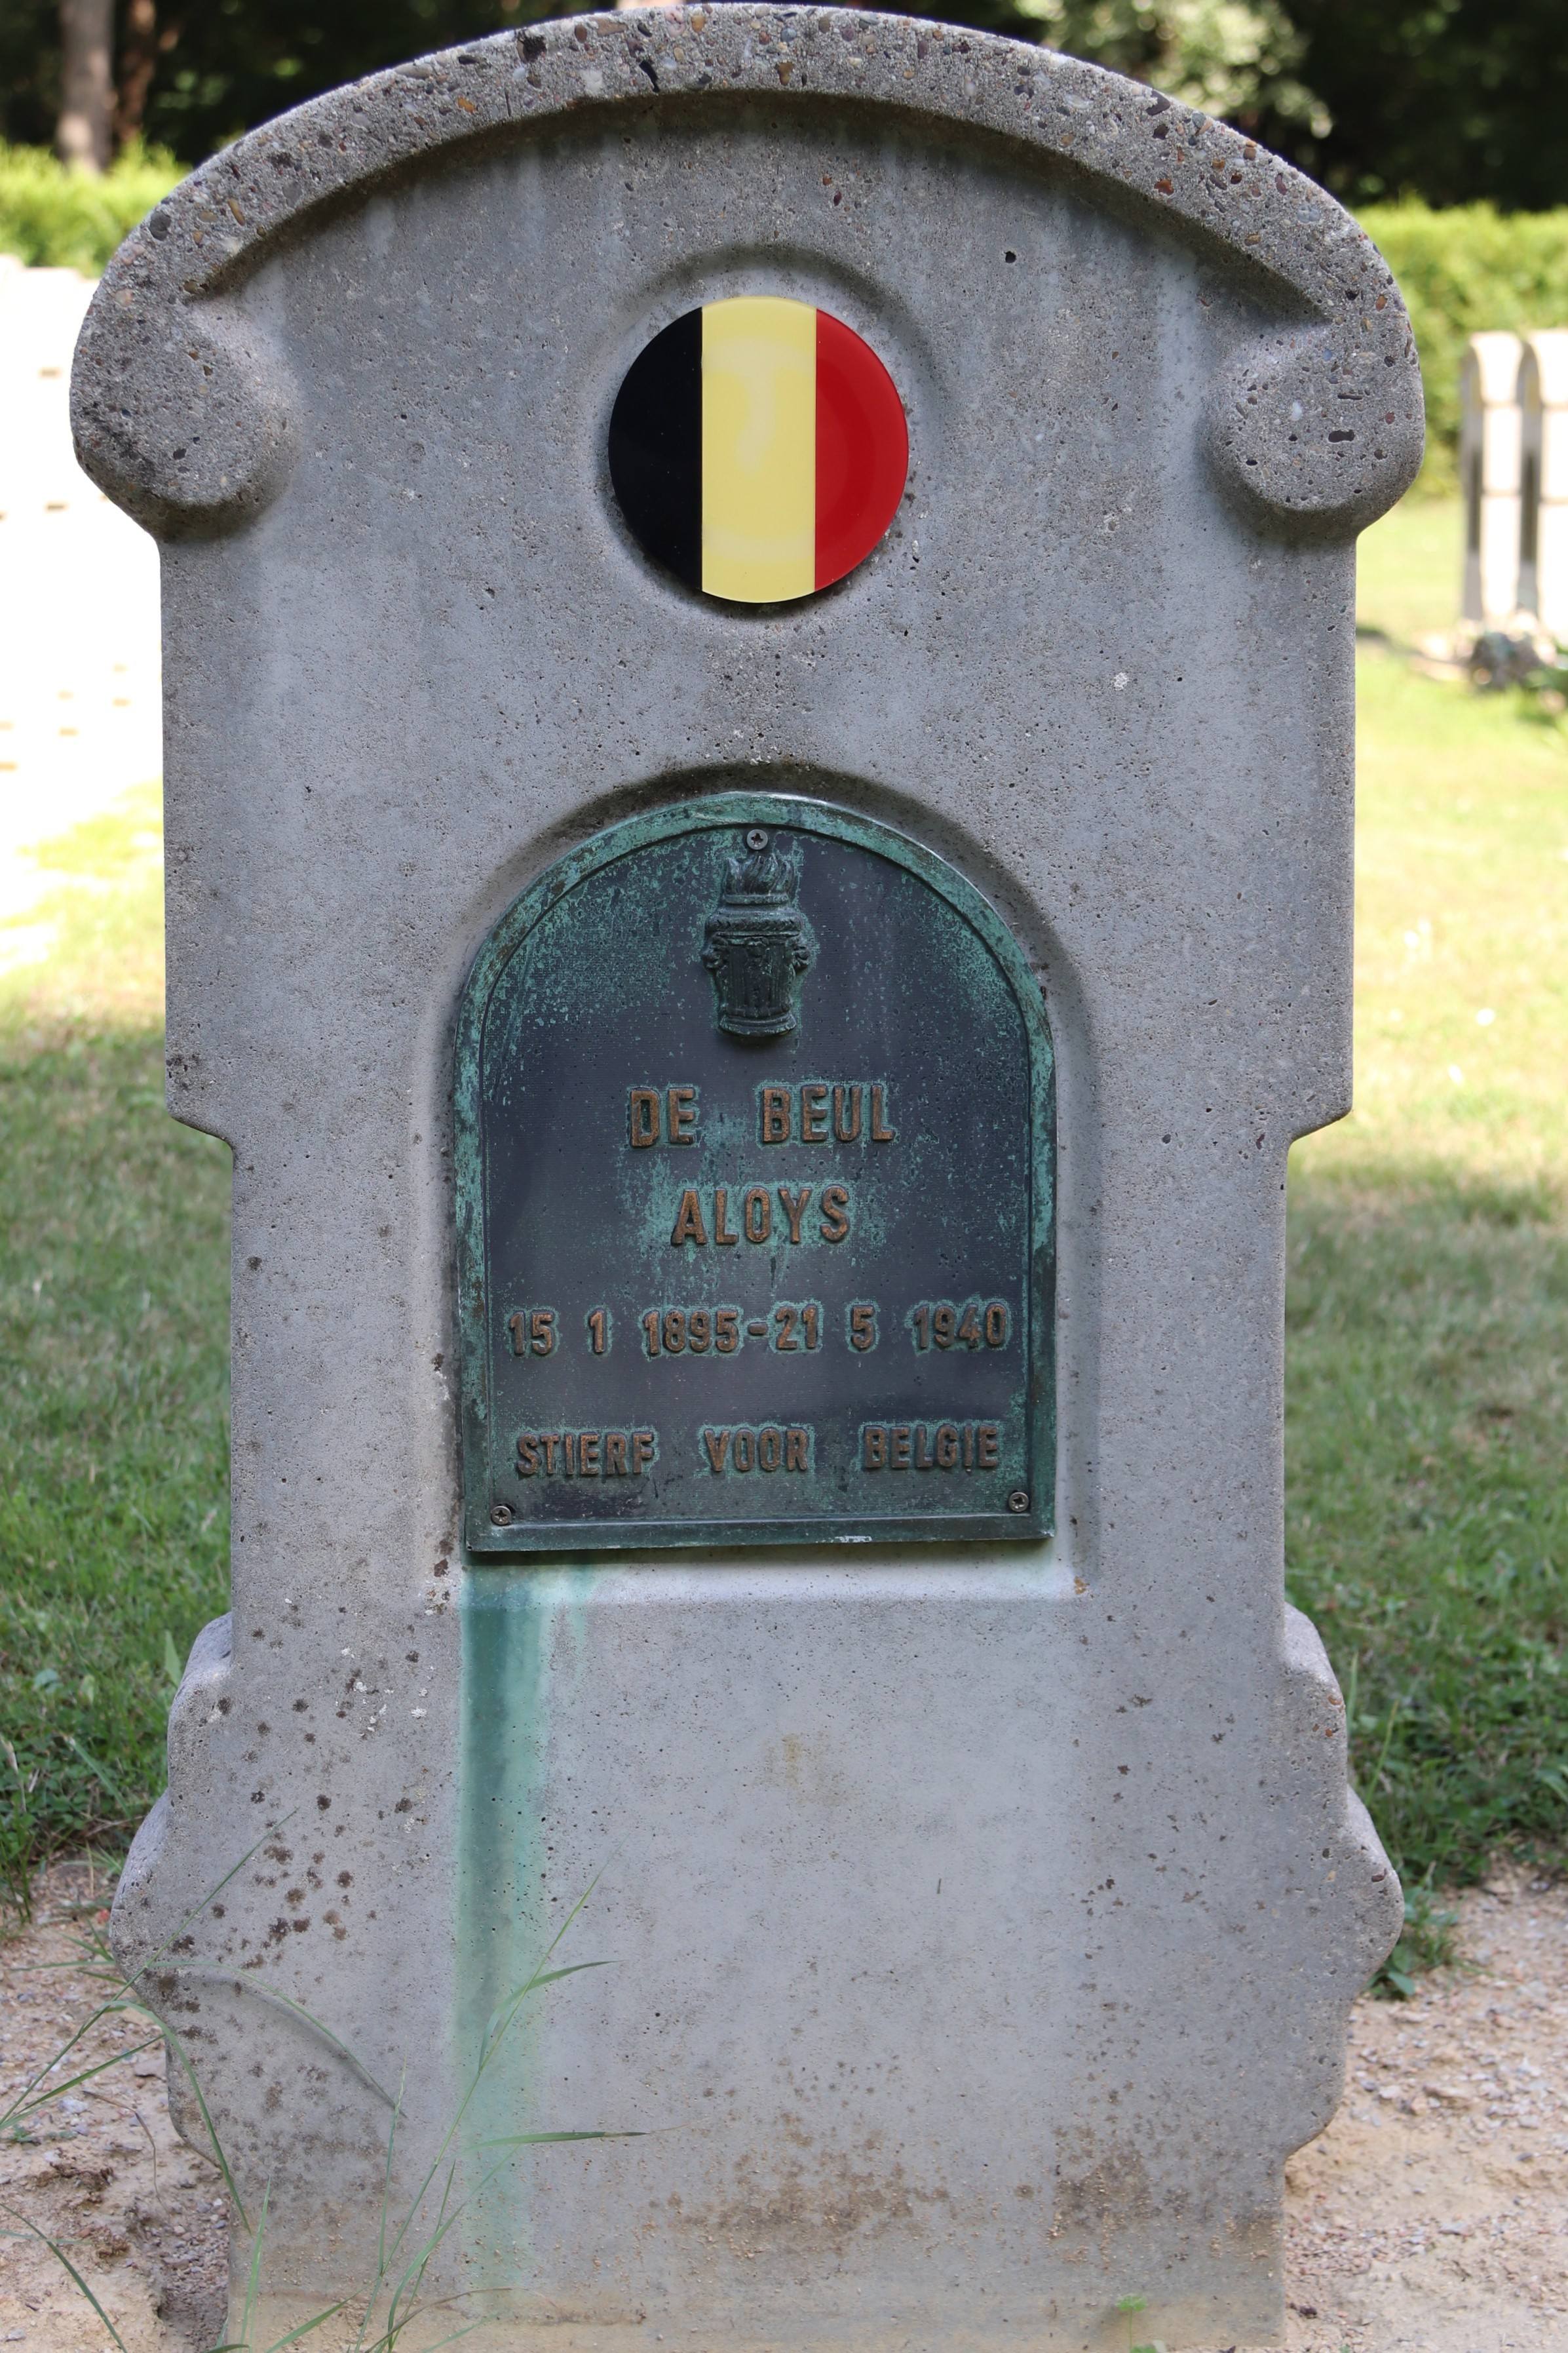 DE BEUL
ALOYS
15 1 1895-21 5 1940
STIERF VOOR BELGIE